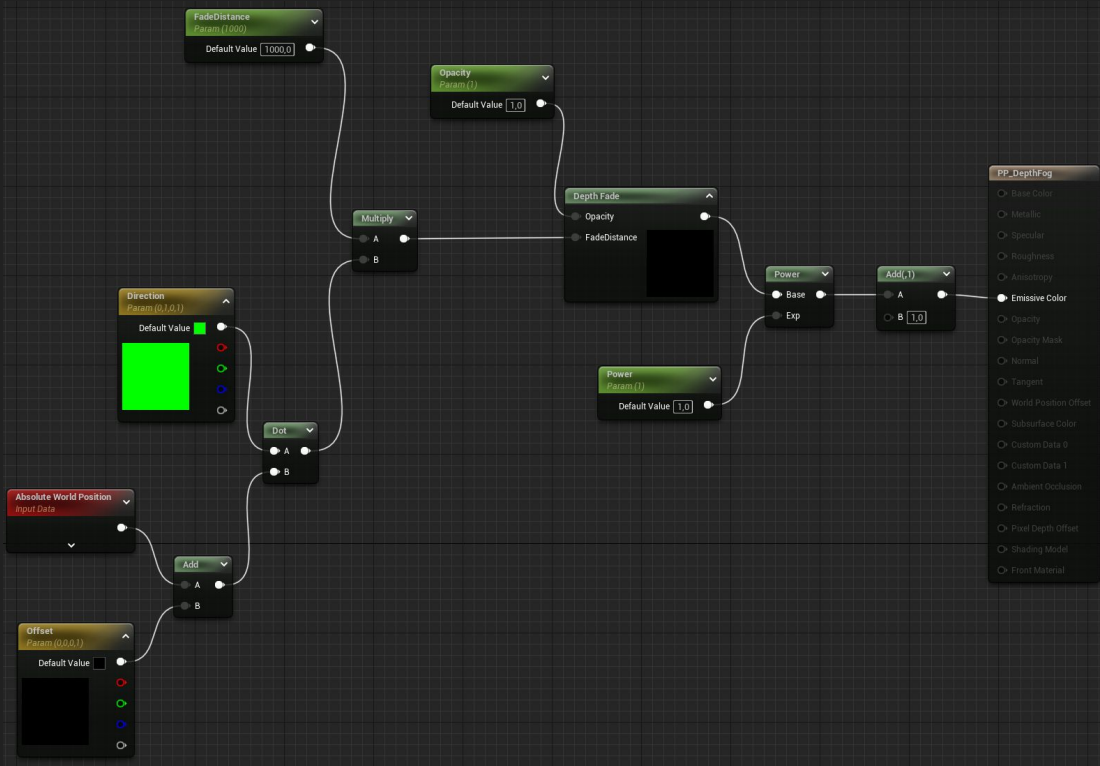 FadeDistance
Param (1000)
Default Value 1000,0
Opacity
Param (1)
Default Value 1,0
Depth Fade
Opacity
FadeDistance
Multiply
A
B
Direction
Param (0,1,0,1)
Default Value
Dot
A
B
Absolute World Position
Input Data
Add
A
B
Offset
Param (0,0,0,1)
Default Value
Power
Param (1)
Default Value 1,0
Power
Base
Exp
Add(,1)
A
B 1,0
PP_DepthFog
Base Color
Metallic
Specular
Roughness
Anisotropy
Emissive Color
Opacity
Opacity Mask
Normal
Tangent
World Position Offset
Subsurface Color
Custom Data 0
Custom Data 1
Ambient Occlusion
Refraction
Pixel Depth Offset
Shading Model
Front Material